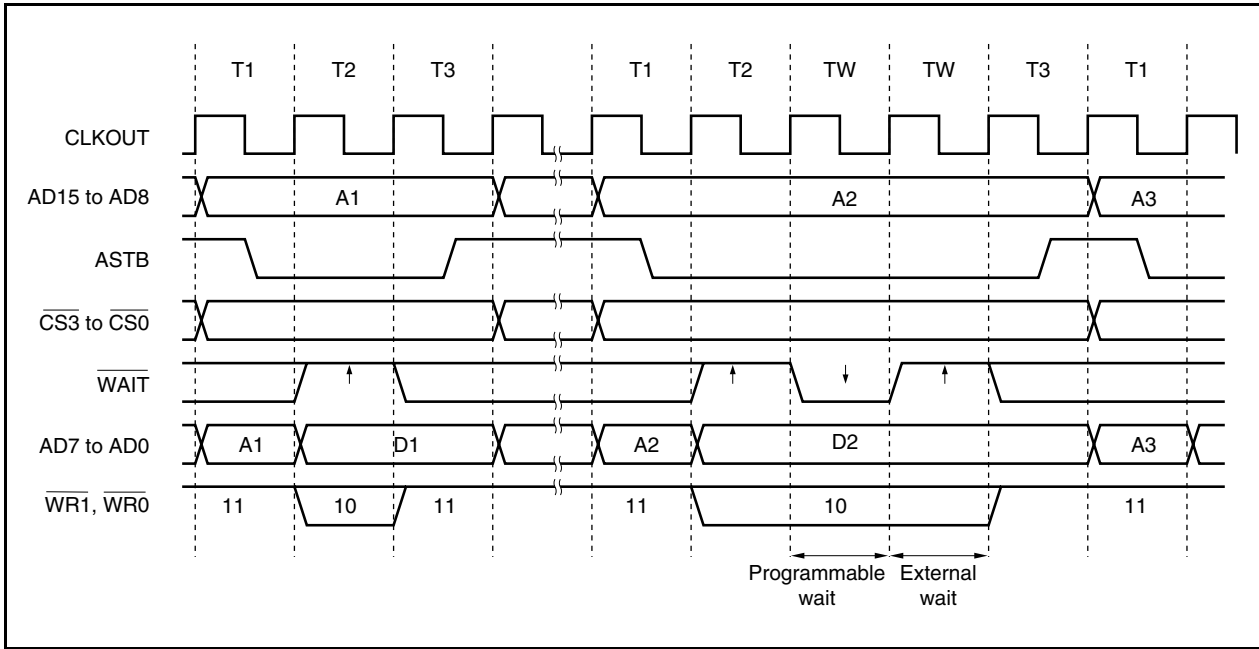 T1 T2 T3 T1 T2 TW TW T3 T1
CLKOUT
AD15 to AD8 A1 A2 A3
ASTB
CS3 to CS0
WAIT
AD7 to AD0 A1 D1 A2 D2 A3
WR1, WR0 11 10 11 11 10 11
Programmable wait
External wait